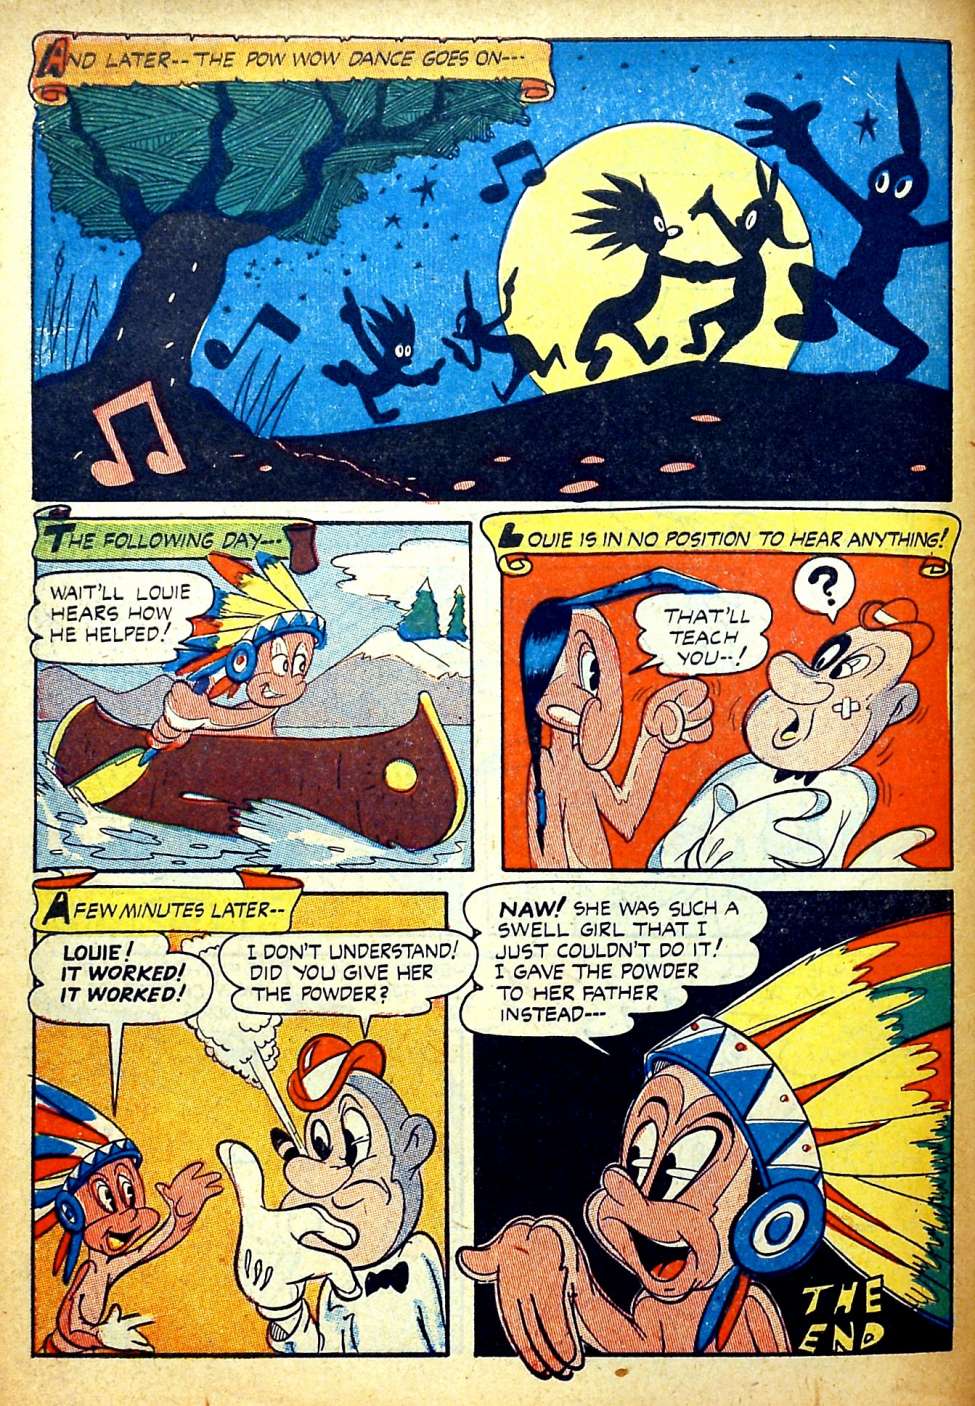 AND LATER-- THE POW WOW DANCE GOES ON---
THE FOLLOWING DAY---
WAIT'LL LOUIE
HEARS HOW
HE HELPED!
LOUIE IS IN NO POSITION TO HEAR ANYTHING!
THAT'LL
TEACH
YOU--!
?
A FEW MINUTES LATER--
LOUIE!
IT WORKED!
IT WORKED!
I DON'T UNDERSTAND!
DID YOU GIVE HER
THE POWDER?
NAW! SHE WAS SUCH A
SWELL GIRL THAT I
JUST COULDN'T DO IT!
I GAVE THE POWDER
TO HER FATHER
INSTEAD---
THE
END